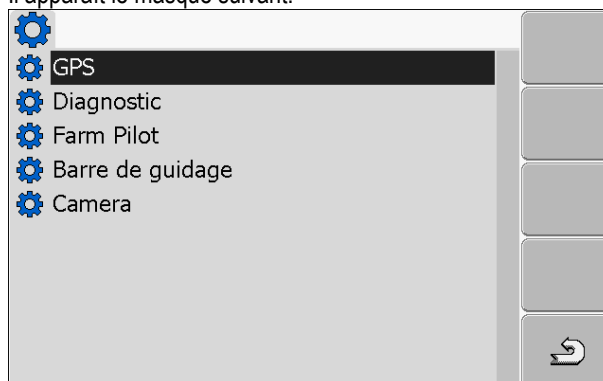 Il apparaît le masque suivant:
GPS
Diagnostic
Farm Pilot
Barre de guidage
Camera